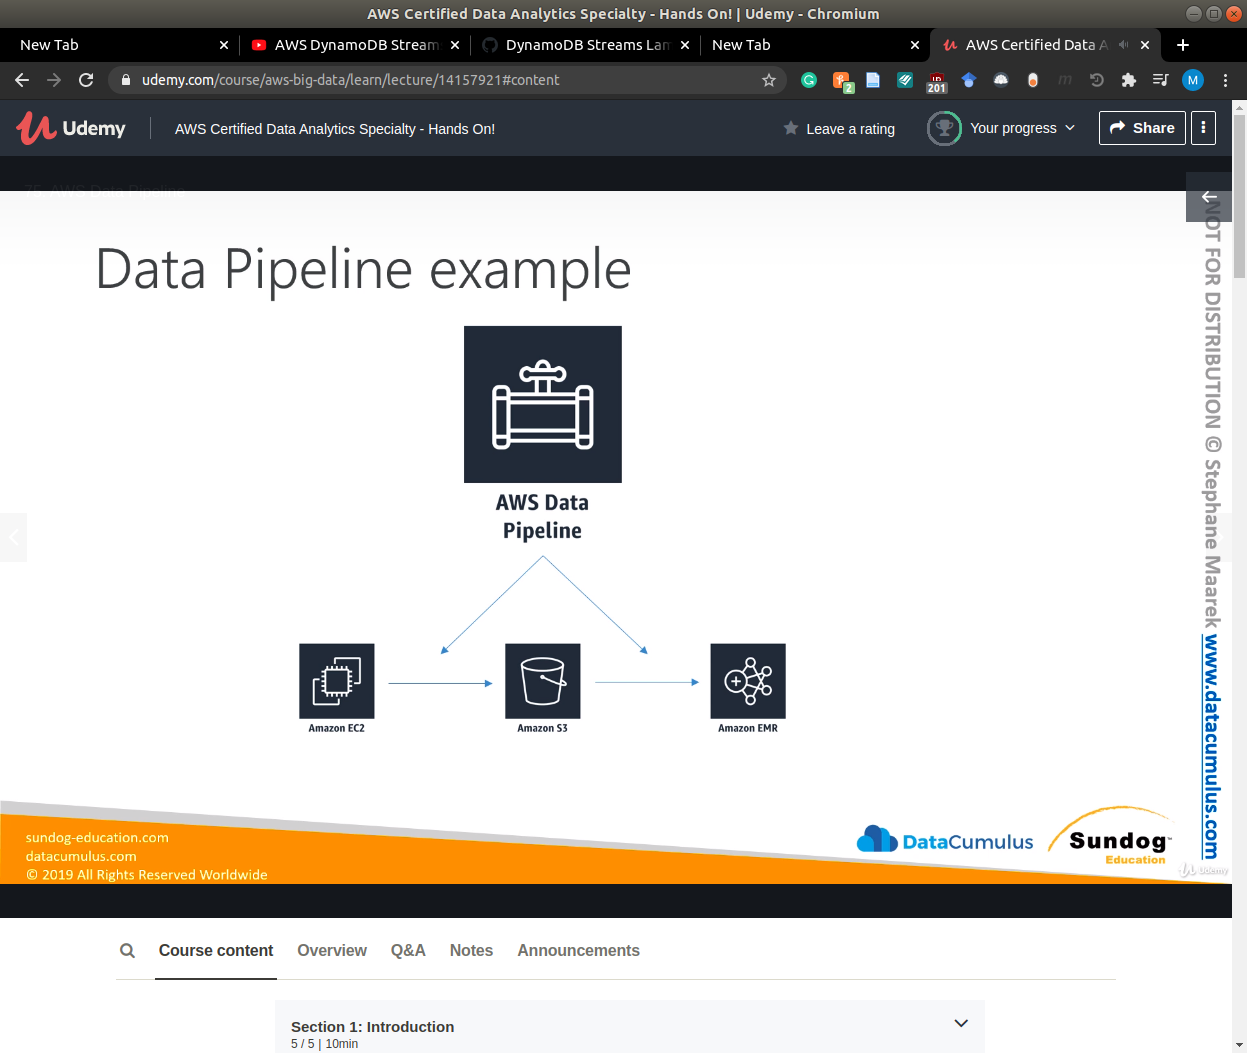 AWS Certified Data Analytics Specialty - Hands On! | Udemy - Chromium
New Tab
AWS DynamoDB Stream
DynamoDB Streams Lam
New Tab
AWS Certified Data A
udemy.com/course/aws-big-data/learn/lecture/14157921#content
2
201
M
Udemy
AWS Certified Data Analytics Specialty - Hands On!
Leave a rating
Your progress
Share
75. AWS Data Pipeline
Data Pipeline example
AWS Data
Pipeline
Amazon EC2
Amazon S3
Amazon EMR
NOT FOR DISTRIBUTION © Stephane Maarek www.datacumulus.com
sundog-education.com
datacumulus.com
© 2019 All Rights Reserved Worldwide
DataCumulus
Sundog
Education
Udemy
Course content
Overview
Q&A
Notes
Announcements
Section 1: Introduction
5 / 5 | 10min